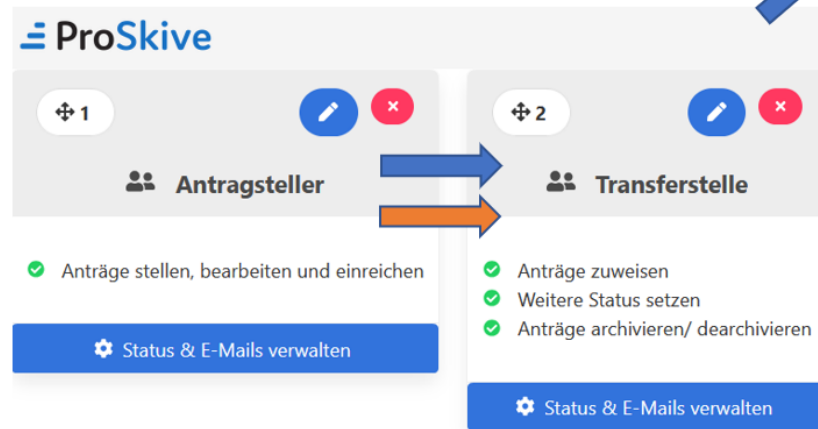 ProSkive
1
Antragsteller
Anträge stellen, bearbeiten und einreichen
Status & E-Mails verwalten
2
Transferstelle
Anträge zuweisen
Weitere Status setzen
Anträge archivieren/ dearchivieren
Status & E-Mails verwalten